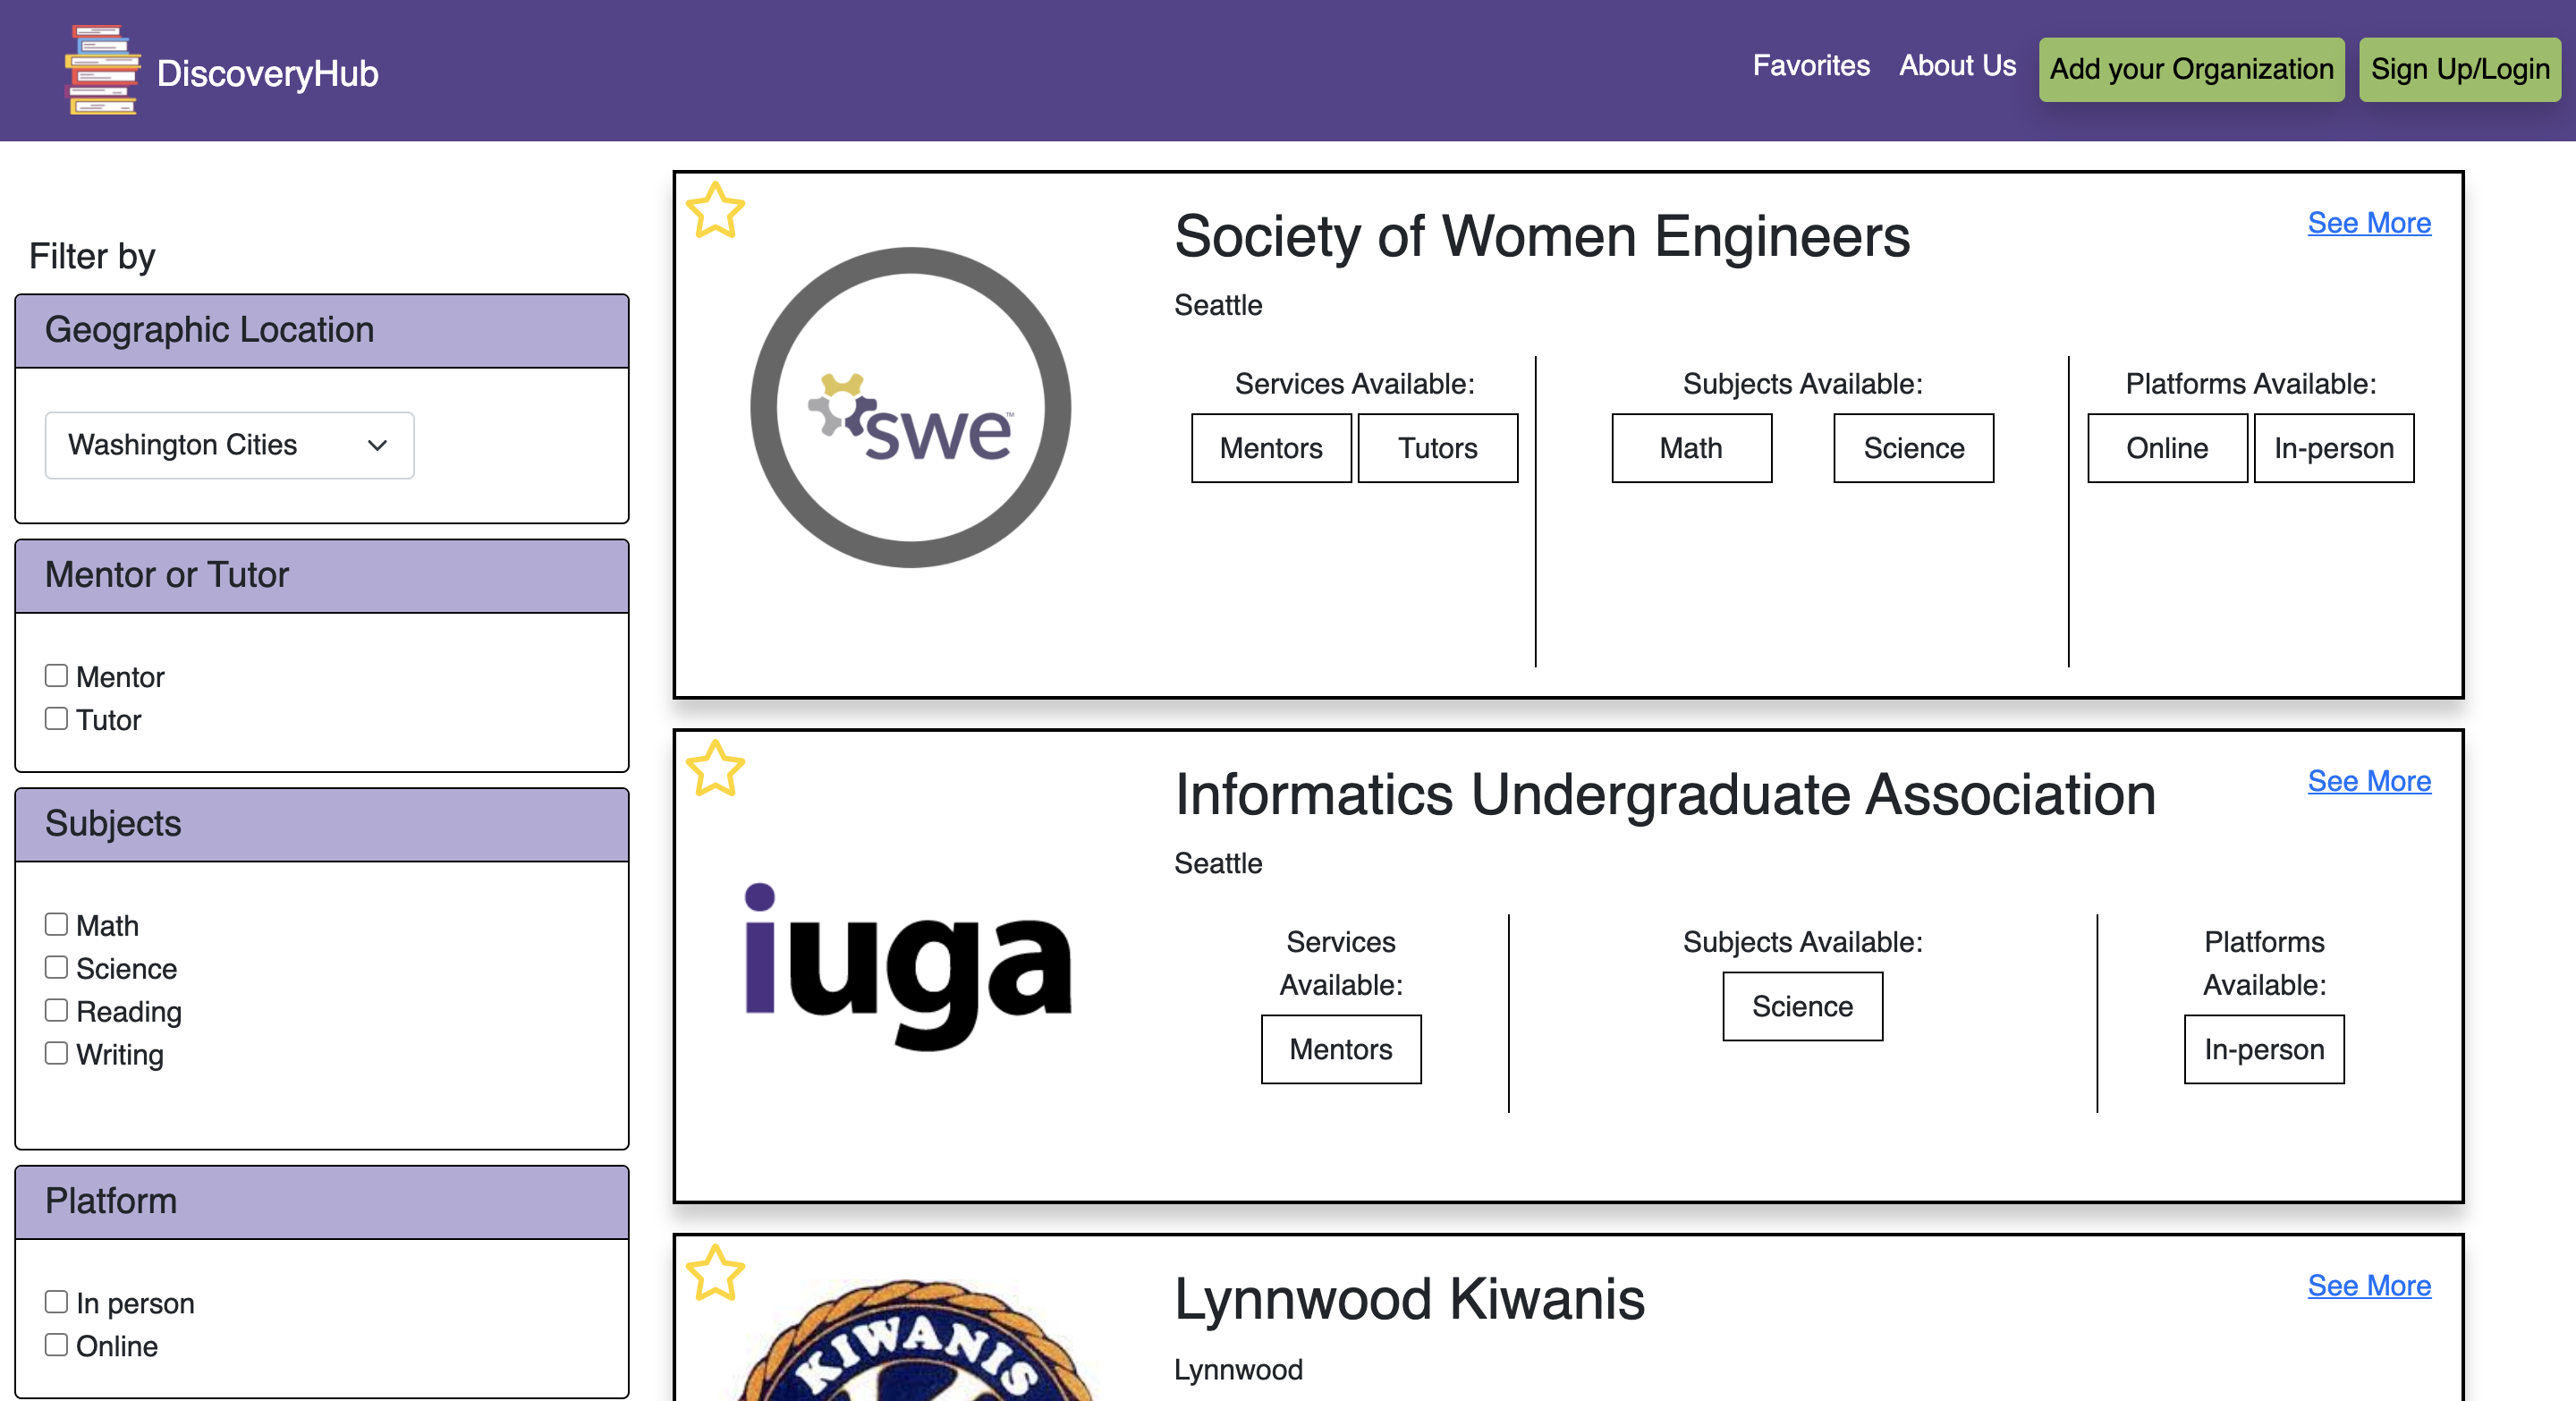 DiscoveryHub
Favorites About Us Add your Organization Sign Up/Login
Filter by
Geographic Location
Washington Cities
Mentor or Tutor
Mentor
Tutor
Subjects
Math
Science
Reading
Writing
Platform
In person
Online
Society of Women Engineers
See More
Seattle
swe™
Services Available:
Mentors Tutors
Subjects Available:
Math Science
Platforms Available:
Online In-person
Informatics Undergraduate Association
See More
Seattle
iuga
Services
Available:
Mentors
Subjects Available:
Science
Platforms
Available:
In-person
Lynnwood Kiwanis
See More
Lynnwood
KIWANIS